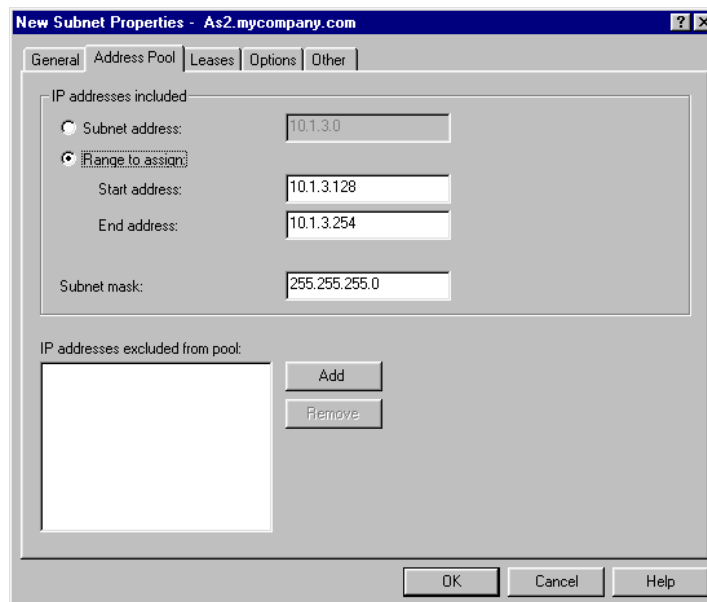 New Subnet Properties - As2.mycompany.com
General Address Pool Leases Options Other
IP addresses included
Subnet address: 10.1.3.0
Range to assign:
Start address: 10.1.3.128
End address: 10.1.3.254
Subnet mask: 255.255.255.0
IP addresses excluded from pool:
Add
Remove
OK Cancel Help